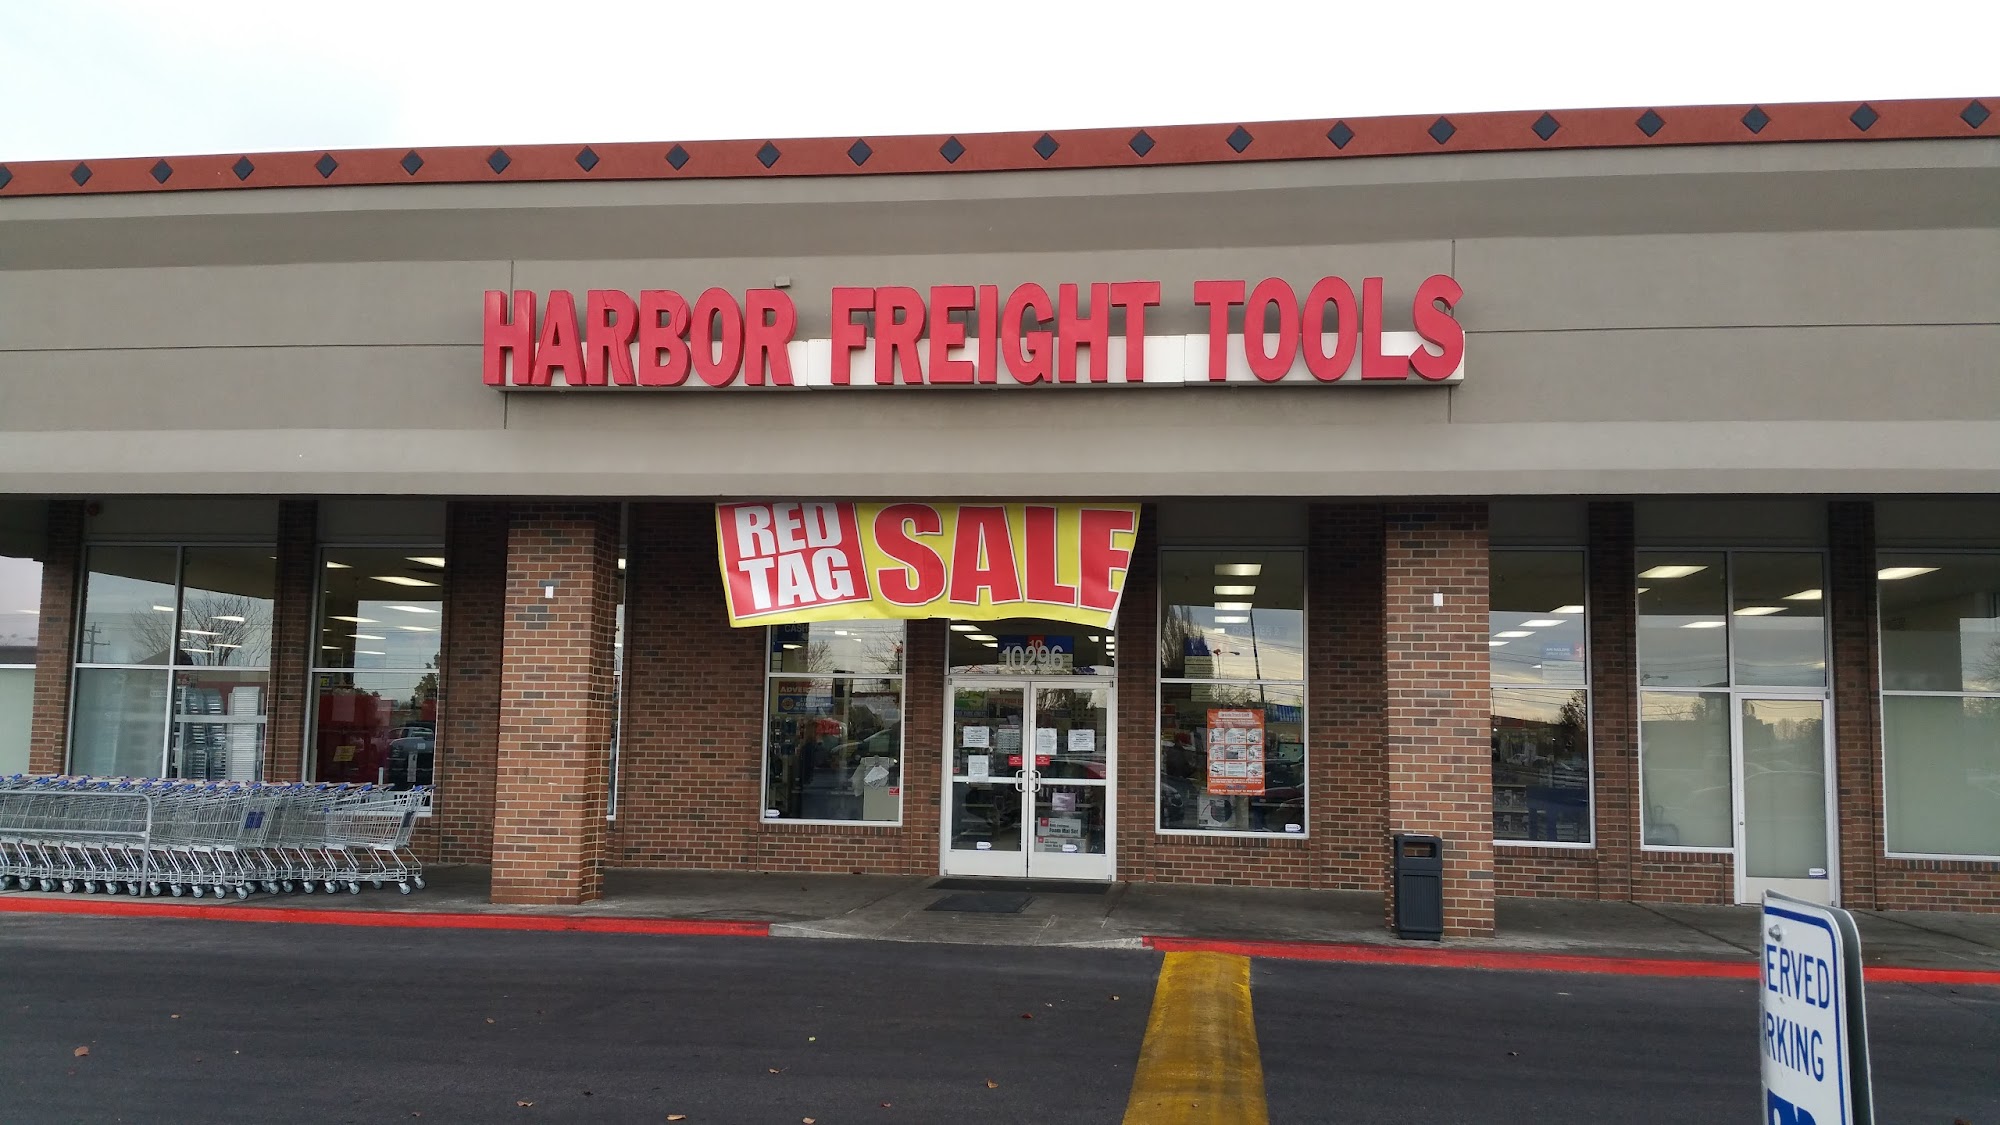 HARBOR FREIGHT TOOLS
RED
TAG
SALE
10296
ERVED
RKING